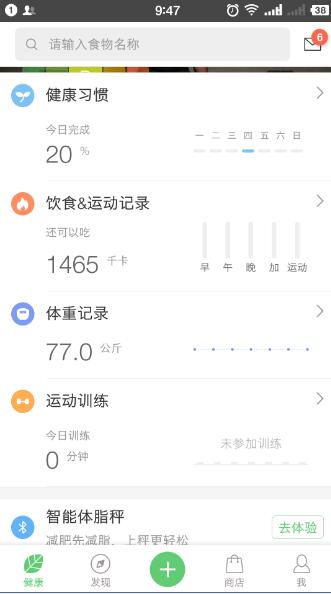 1
9:47
38
请输入食物名称
6
健康习惯
今日完成
20 %
一 二 三 四 五 六 日
饮食&运动记录
还可以吃
1465 千卡
早 午 晚 加 运动
体重记录
77.0 公斤
运动训练
今日训练
0 分钟
未参加训练
智能体脂秤
减肥先减脂，上秤更轻松
去体验
健康 发现 商店 我